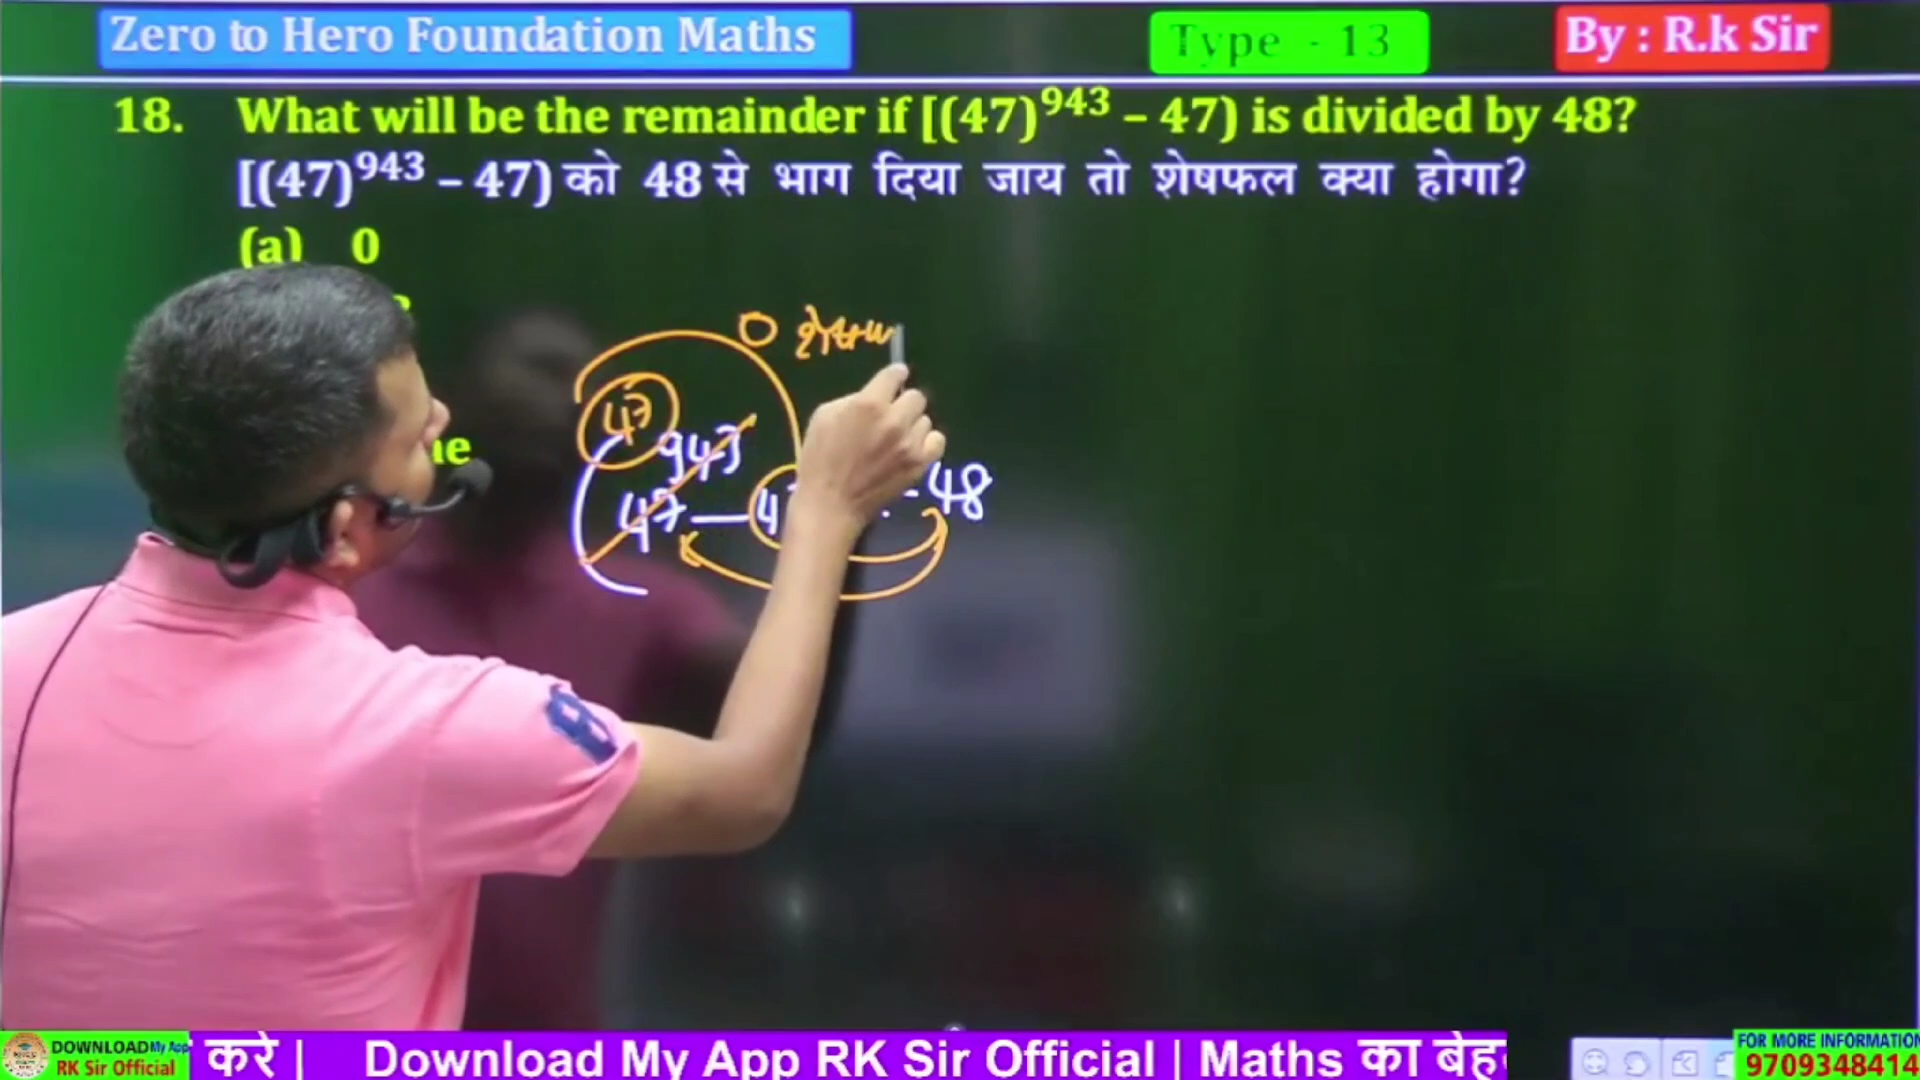 Zero to Hero Foundation Maths
Type - 13
By : R.k Sir
18. What will be the remainder if [(47)^943 – 47) is divided by 48?
[(47)^943 – 47) को 48 से भाग दिया जाय तो शेषफल क्या होगा?
(a) 0
0
47
943
47 —
48
DOWNLOAD My App
RK Sir Official
करे | Download My App RK Sir Official | Maths का
FOR MORE INFORMATION
9709348414